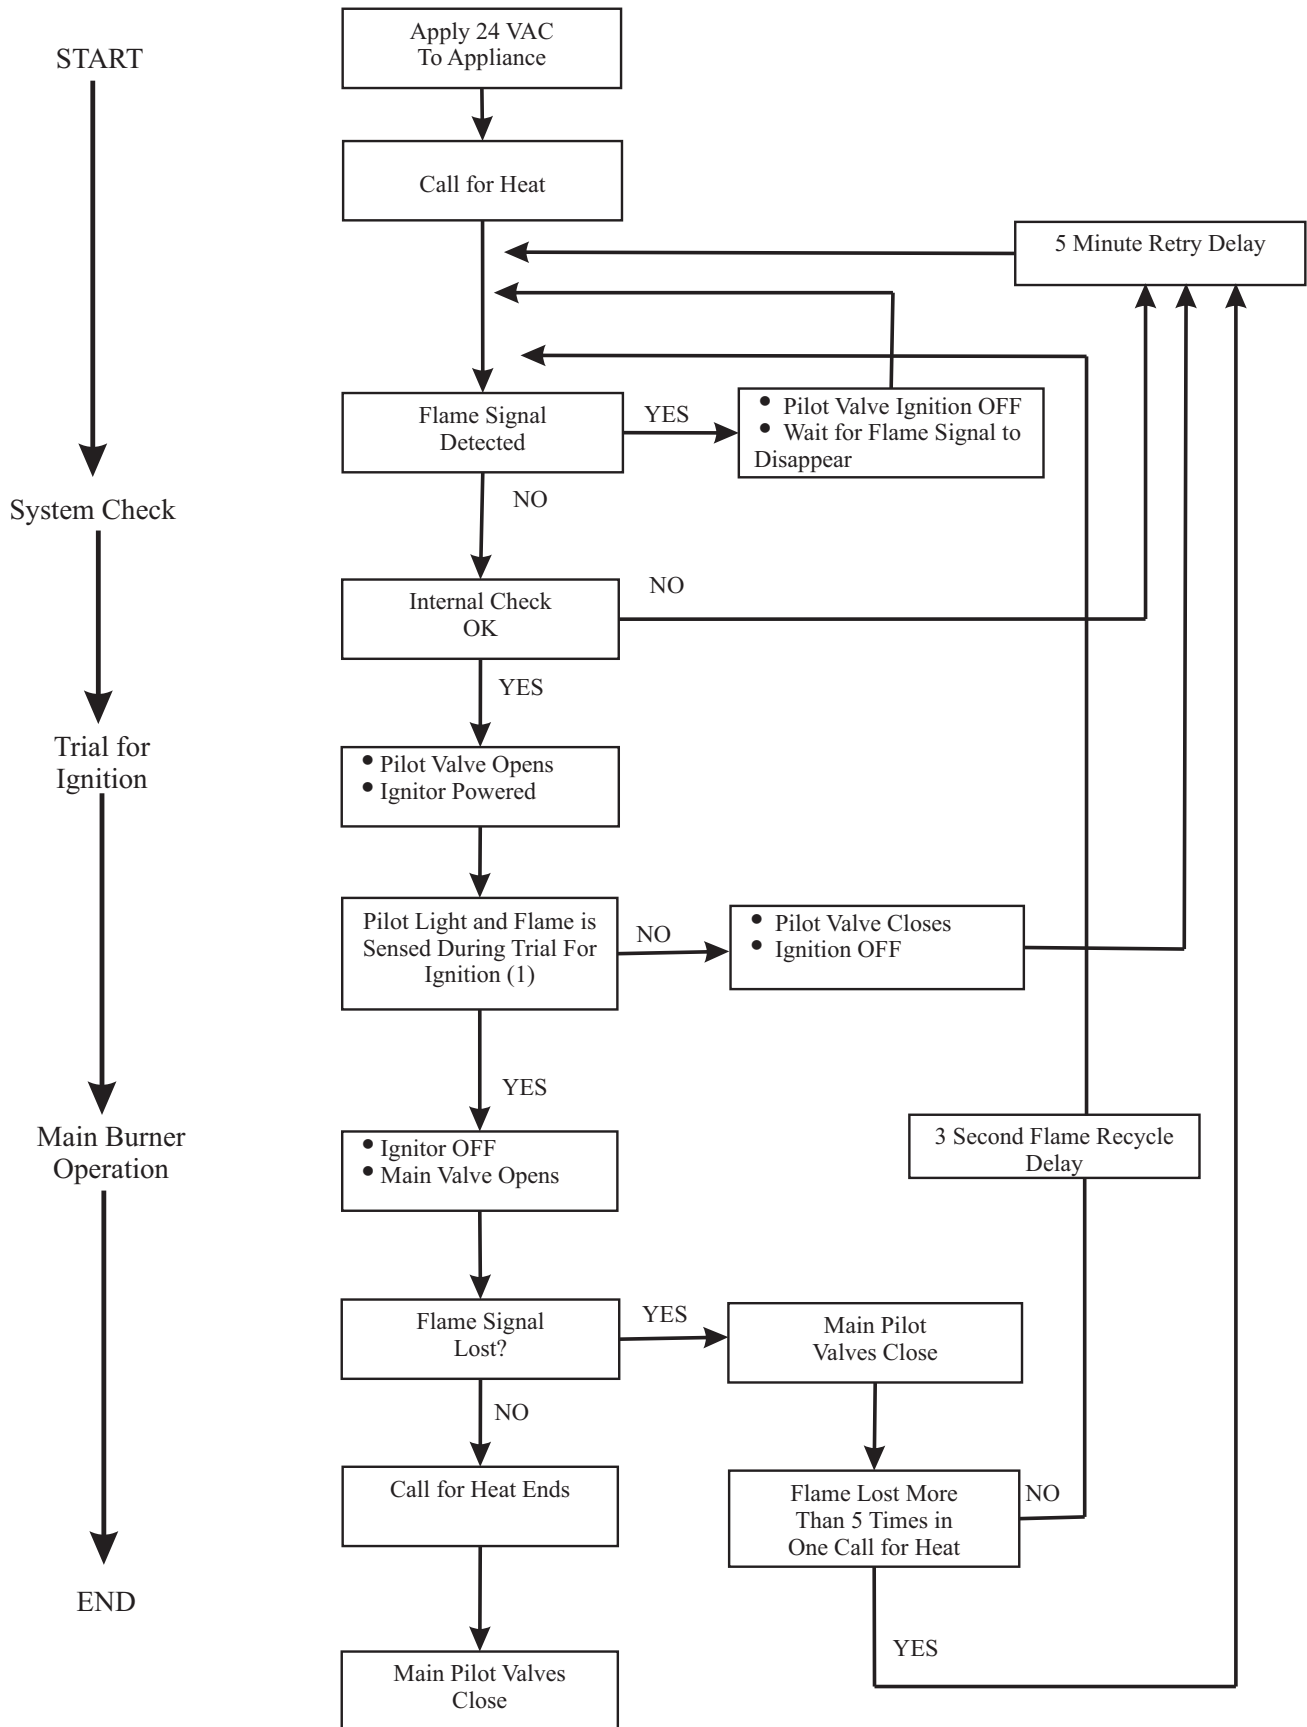 START
System Check
Trial for
Ignition
Main Burner
Operation
END
Apply 24 VAC
To Appliance
Call for Heat
5 Minute Retry Delay
Flame Signal
Detected
YES
• Pilot Valve Ignition OFF
• Wait for Flame Signal to
Disappear
NO
Internal Check
OK
NO
YES
• Pilot Valve Opens
• Ignitor Powered
Pilot Light and Flame is
Sensed During Trial For
Ignition (1)
NO
• Pilot Valve Closes
• Ignition OFF
YES
• Ignitor OFF
• Main Valve Opens
3 Second Flame Recycle
Delay
Flame Signal
Lost?
YES
Main Pilot
Valves Close
NO
Call for Heat Ends
Flame Lost More
Than 5 Times in
One Call for Heat
NO
YES
Main Pilot Valves
Close